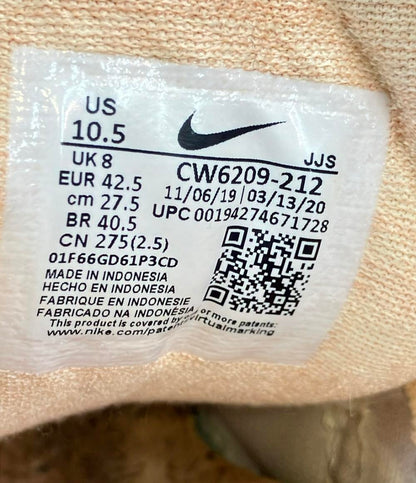 US
10.5
JJS
UK 8
CW6209-212
EUR 42.5
11/06/19 03/13/20
cm 27.5
UPC 00194274671728
BR 40.5
CN 275(2.5)
01F66GD61P3CD
MADE IN INDONESIA
HECHO EN INDONESIA
FABRIQUE EN INDONESIE
FABRICADO NA INDONÉSIA
This product is covered by or more patents:
www.nike.com/patents virtualmarking